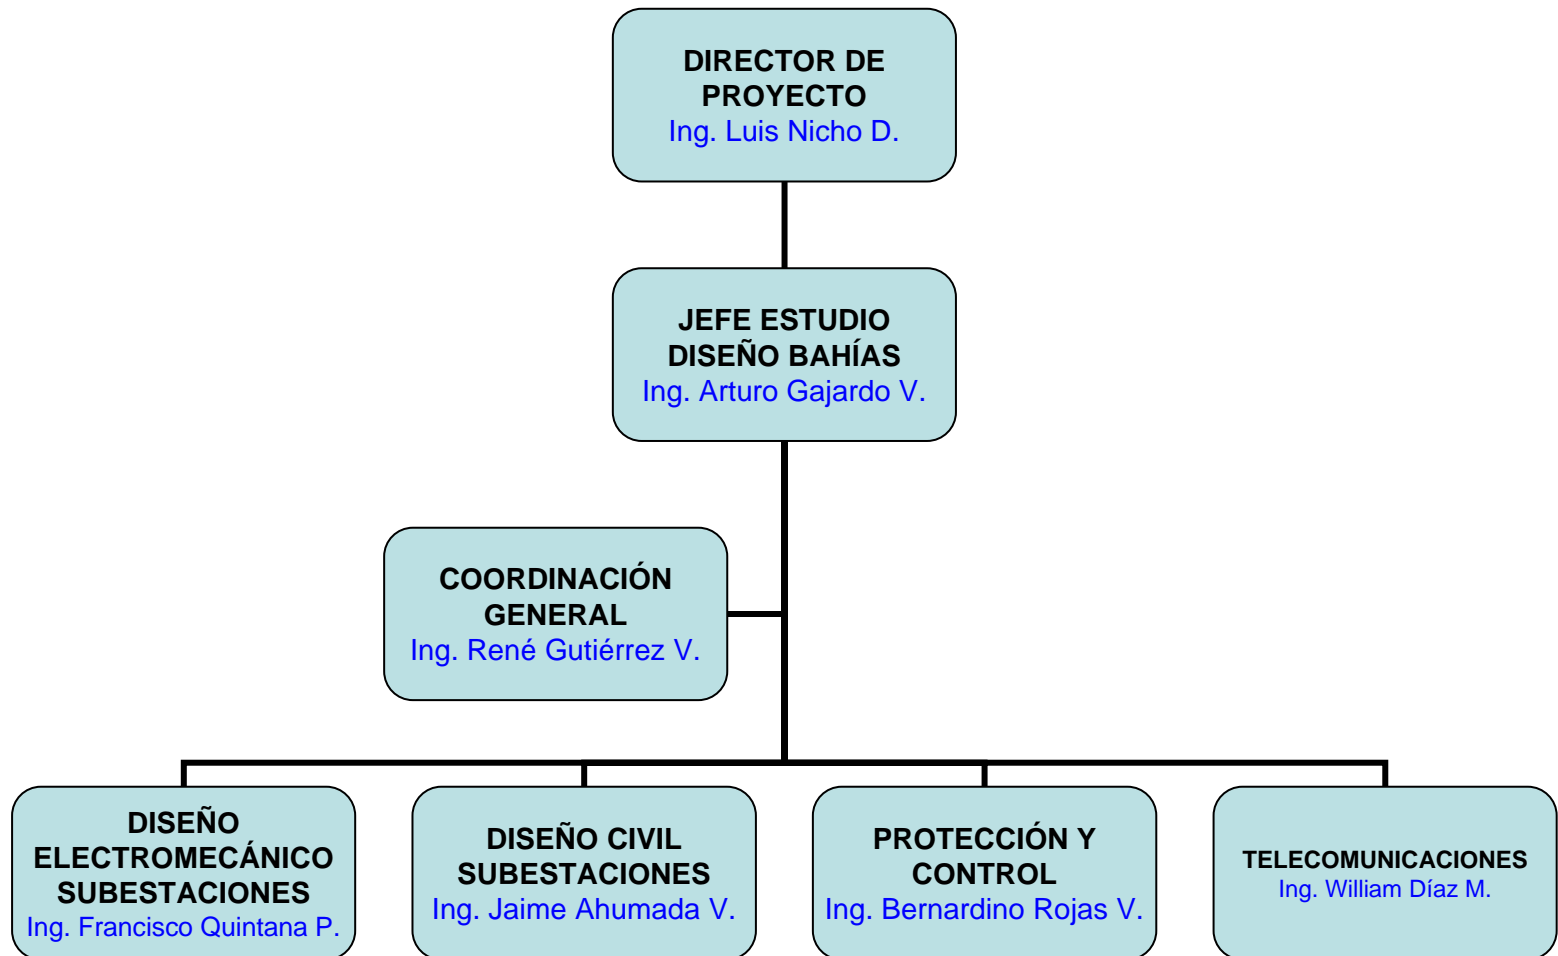 DIRECTOR DE
PROYECTO
Ing. Luis Nicho D.
JEFE ESTUDIO
DISEÑO BAHÍAS
Ing. Arturo Gajardo V.
COORDINACIÓN
GENERAL
Ing. René Gutiérrez V.
DISEÑO
ELECTROMECÁNICO
SUBESTACIONES
Ing. Francisco Quintana P.
DISEÑO CIVIL
SUBESTACIONES
Ing. Jaime Ahumada V.
PROTECCIÓN Y
CONTROL
Ing. Bernardino Rojas V.
TELECOMUNICACIONES
Ing. William Díaz M.